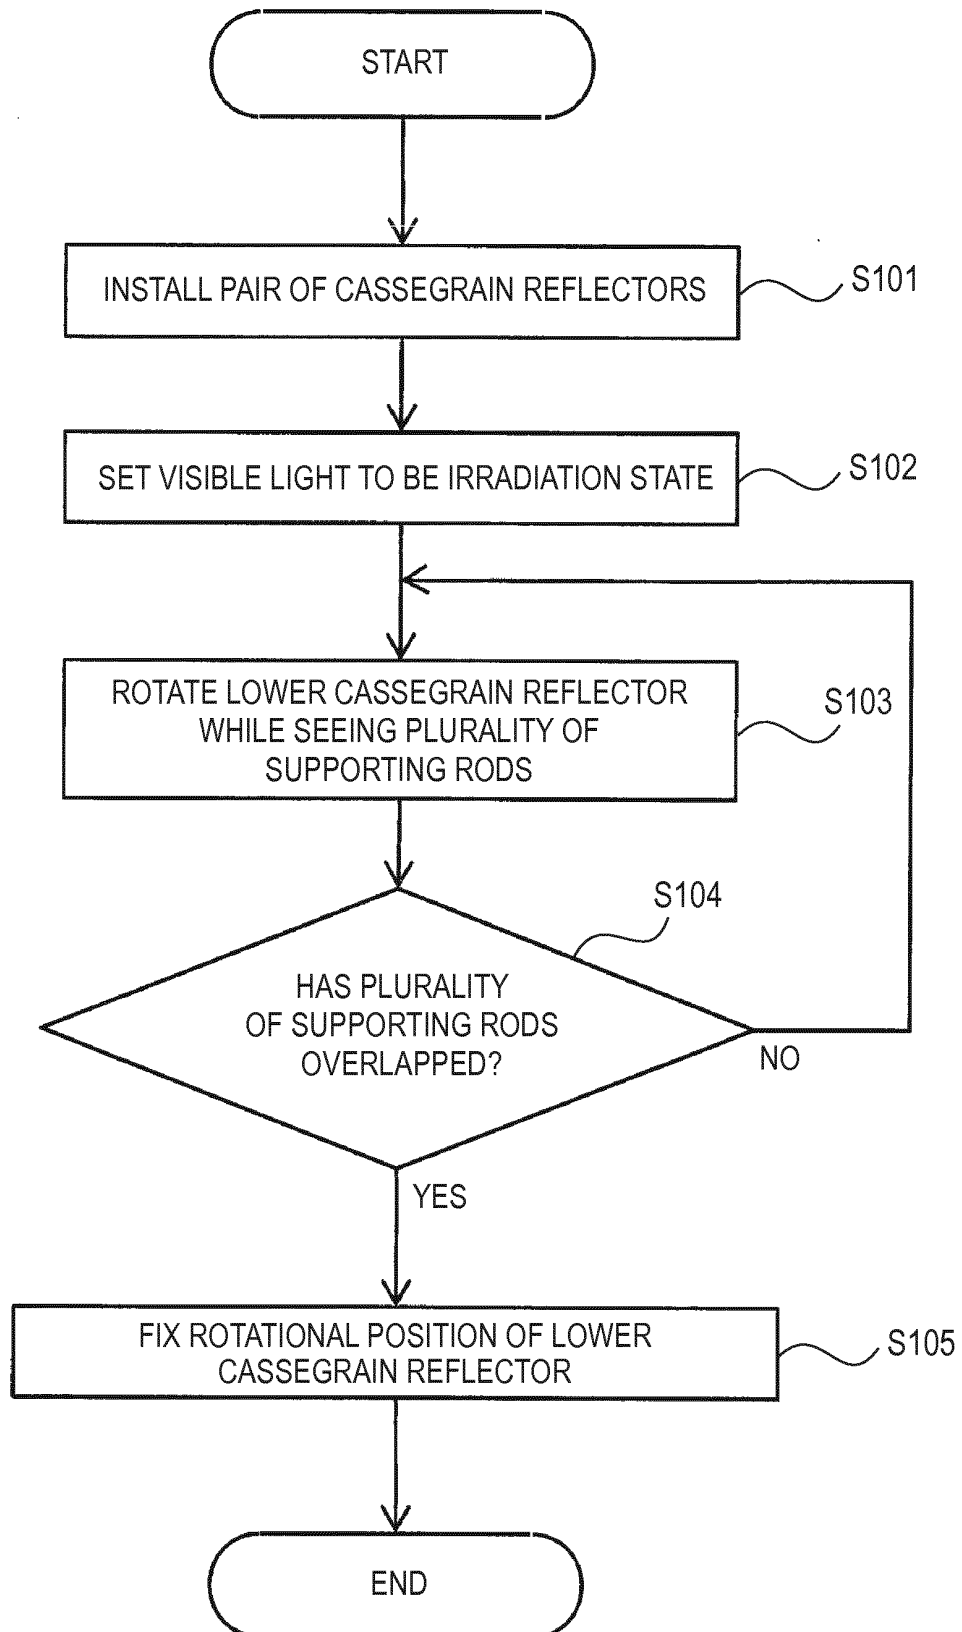 START
INSTALL PAIR OF CASSEGRAIN REFLECTORS
S101
SET VISIBLE LIGHT TO BE IRRADIATION STATE
S102
ROTATE LOWER CASSEGRAIN REFLECTOR
WHILE SEEING PLURALITY OF
SUPPORTING RODS
S103
S104
HAS PLURALITY
OF SUPPORTING RODS
OVERLAPPED?
NO
YES
FIX ROTATIONAL POSITION OF LOWER
CASSEGRAIN REFLECTOR
S105
END